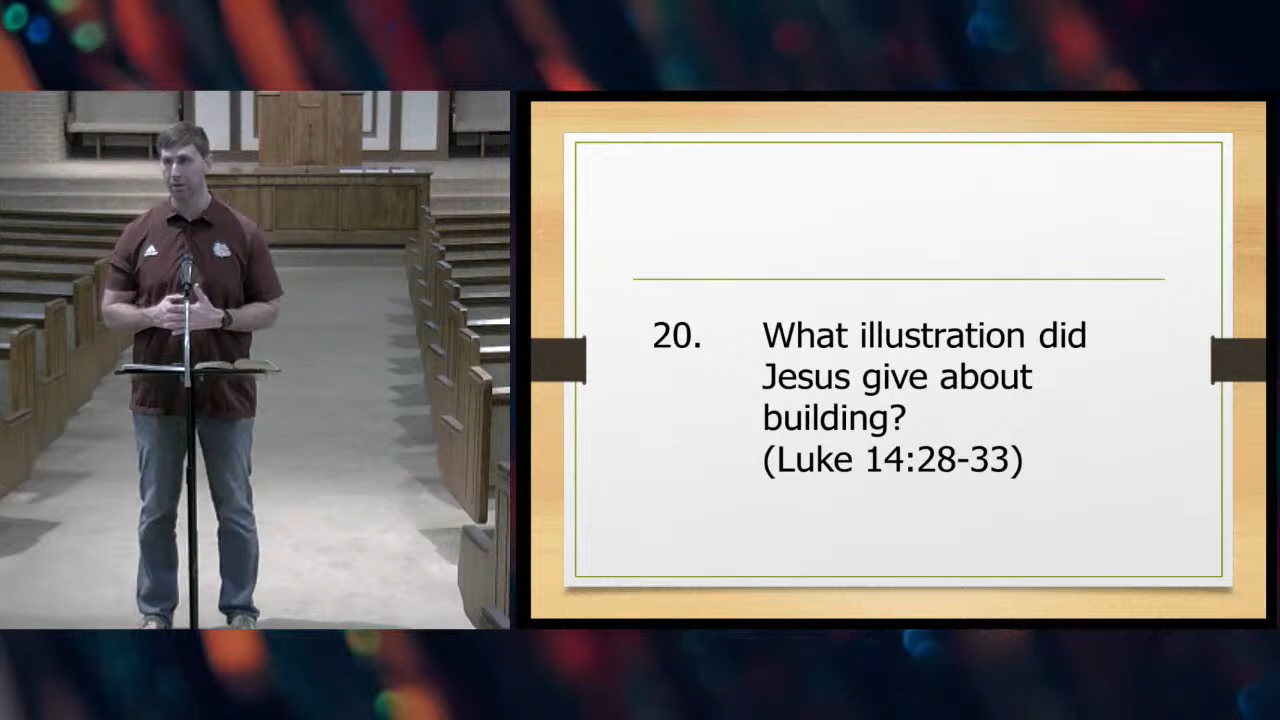 20. What illustration did
Jesus give about
building?
(Luke 14:28-33)